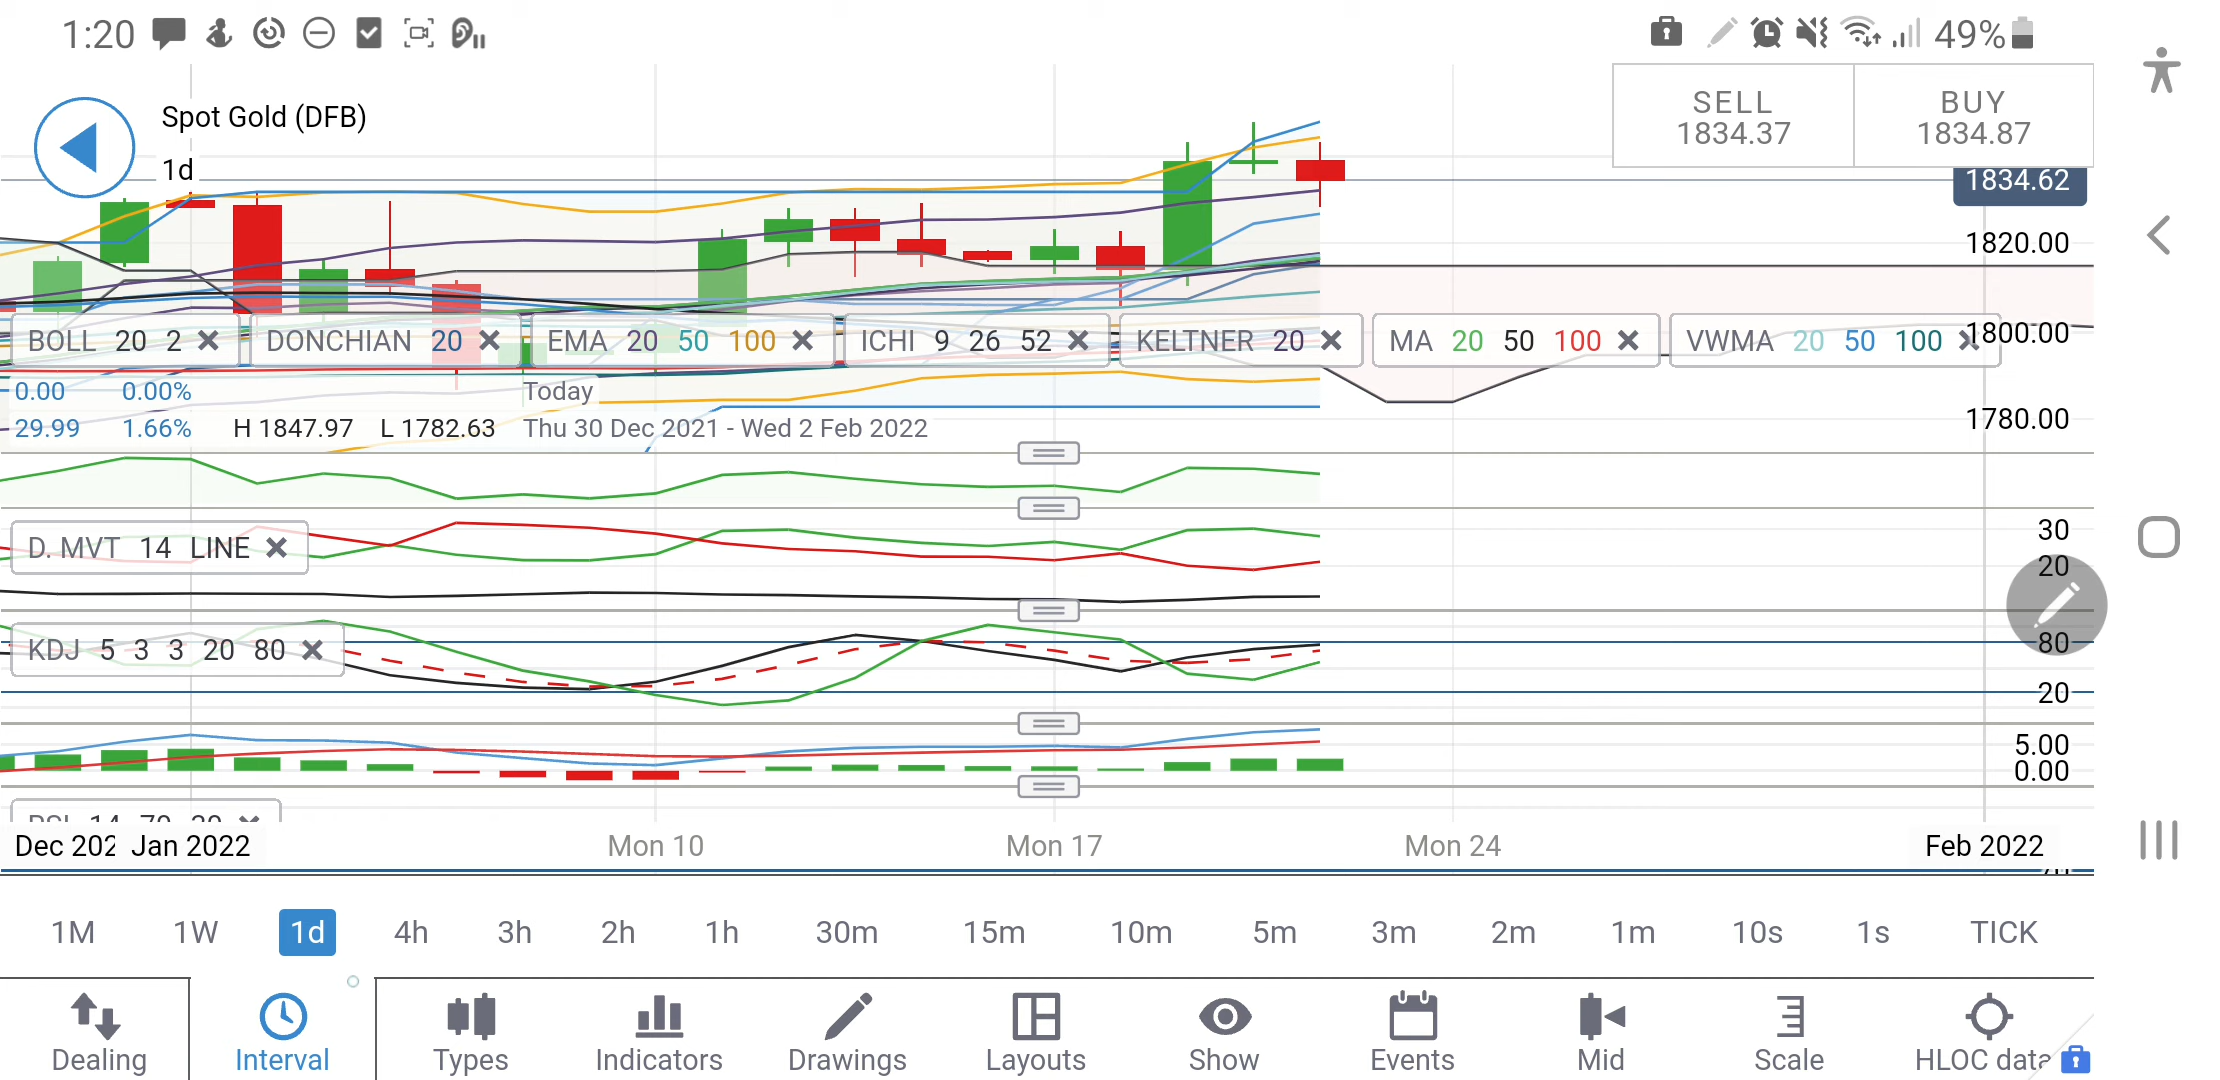 1:20
49%
Spot Gold (DFB)
1d
SELL
1834.37
BUY
1834.87
1834.62
1820.00
BOLL 20 2
DONCHIAN 20
EMA 20 50 100
ICHI 9 26 52
KELTNER 20
MA 20 50 100
VWMA 20 50 100
1800.00
0.00 0.00% Today
29.99 1.66% H 1847.97 L 1782.63 Thu 30 Dec 2021 - Wed 2 Feb 2022
1780.00
D. MVT 14 LINE
30
20
KDJ 5 3 3 20 80
80
20
5.00
0.00
RSI 14 70 30
Dec 202 Jan 2022 Mon 10 Mon 17 Mon 24 Feb 2022
1M 1W 1d 4h 3h 2h 1h 30m 15m 10m 5m 3m 2m 1m 10s 1s TICK
Dealing Interval Types Indicators Drawings Layouts Show Events Mid Scale HLOC data